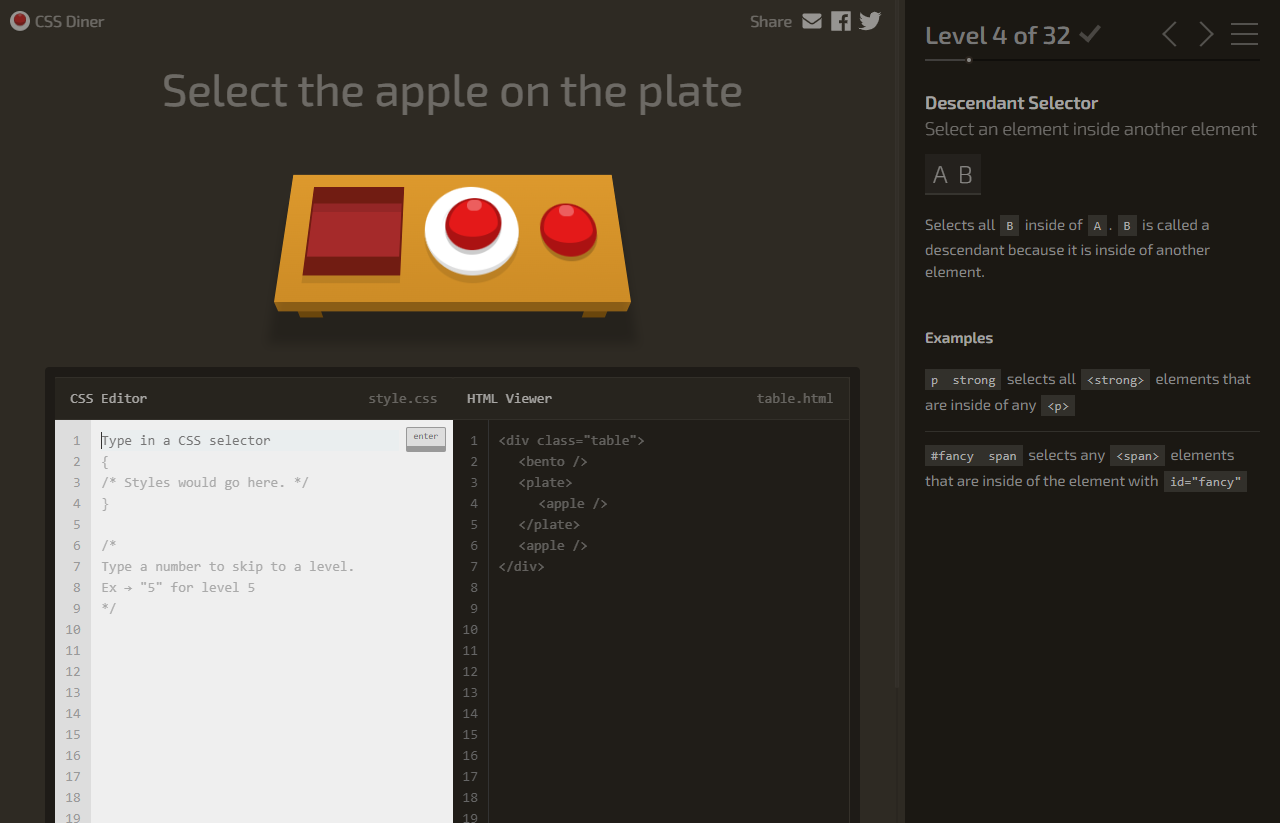 CSS Diner
Share
Select the apple on the plate
CSS Editor
style.css
HTML Viewer
table.html
1
2
3
4
5
6
7
8
9
10
11
12
13
14
15
16
17
18
19
Type in a CSS selector
enter
{
/* Styles would go here. */
}
/*
Type a number to skip to a level.
Ex → "5" for level 5
*/
1
2
3
4
5
6
7
8
9
10
11
12
13
14
15
16
17
18
19
<div class="table">
<bento />
<plate>
<apple />
</plate>
<apple />
</div>
Level 4 of 32
Descendant Selector
Select an element inside another element
A B
Selects all B inside of A. B is called a
descendant because it is inside of another
element.
Examples
p strong selects all <strong> elements that
are inside of any <p>
#fancy span selects any <span> elements
that are inside of the element with id="fancy"